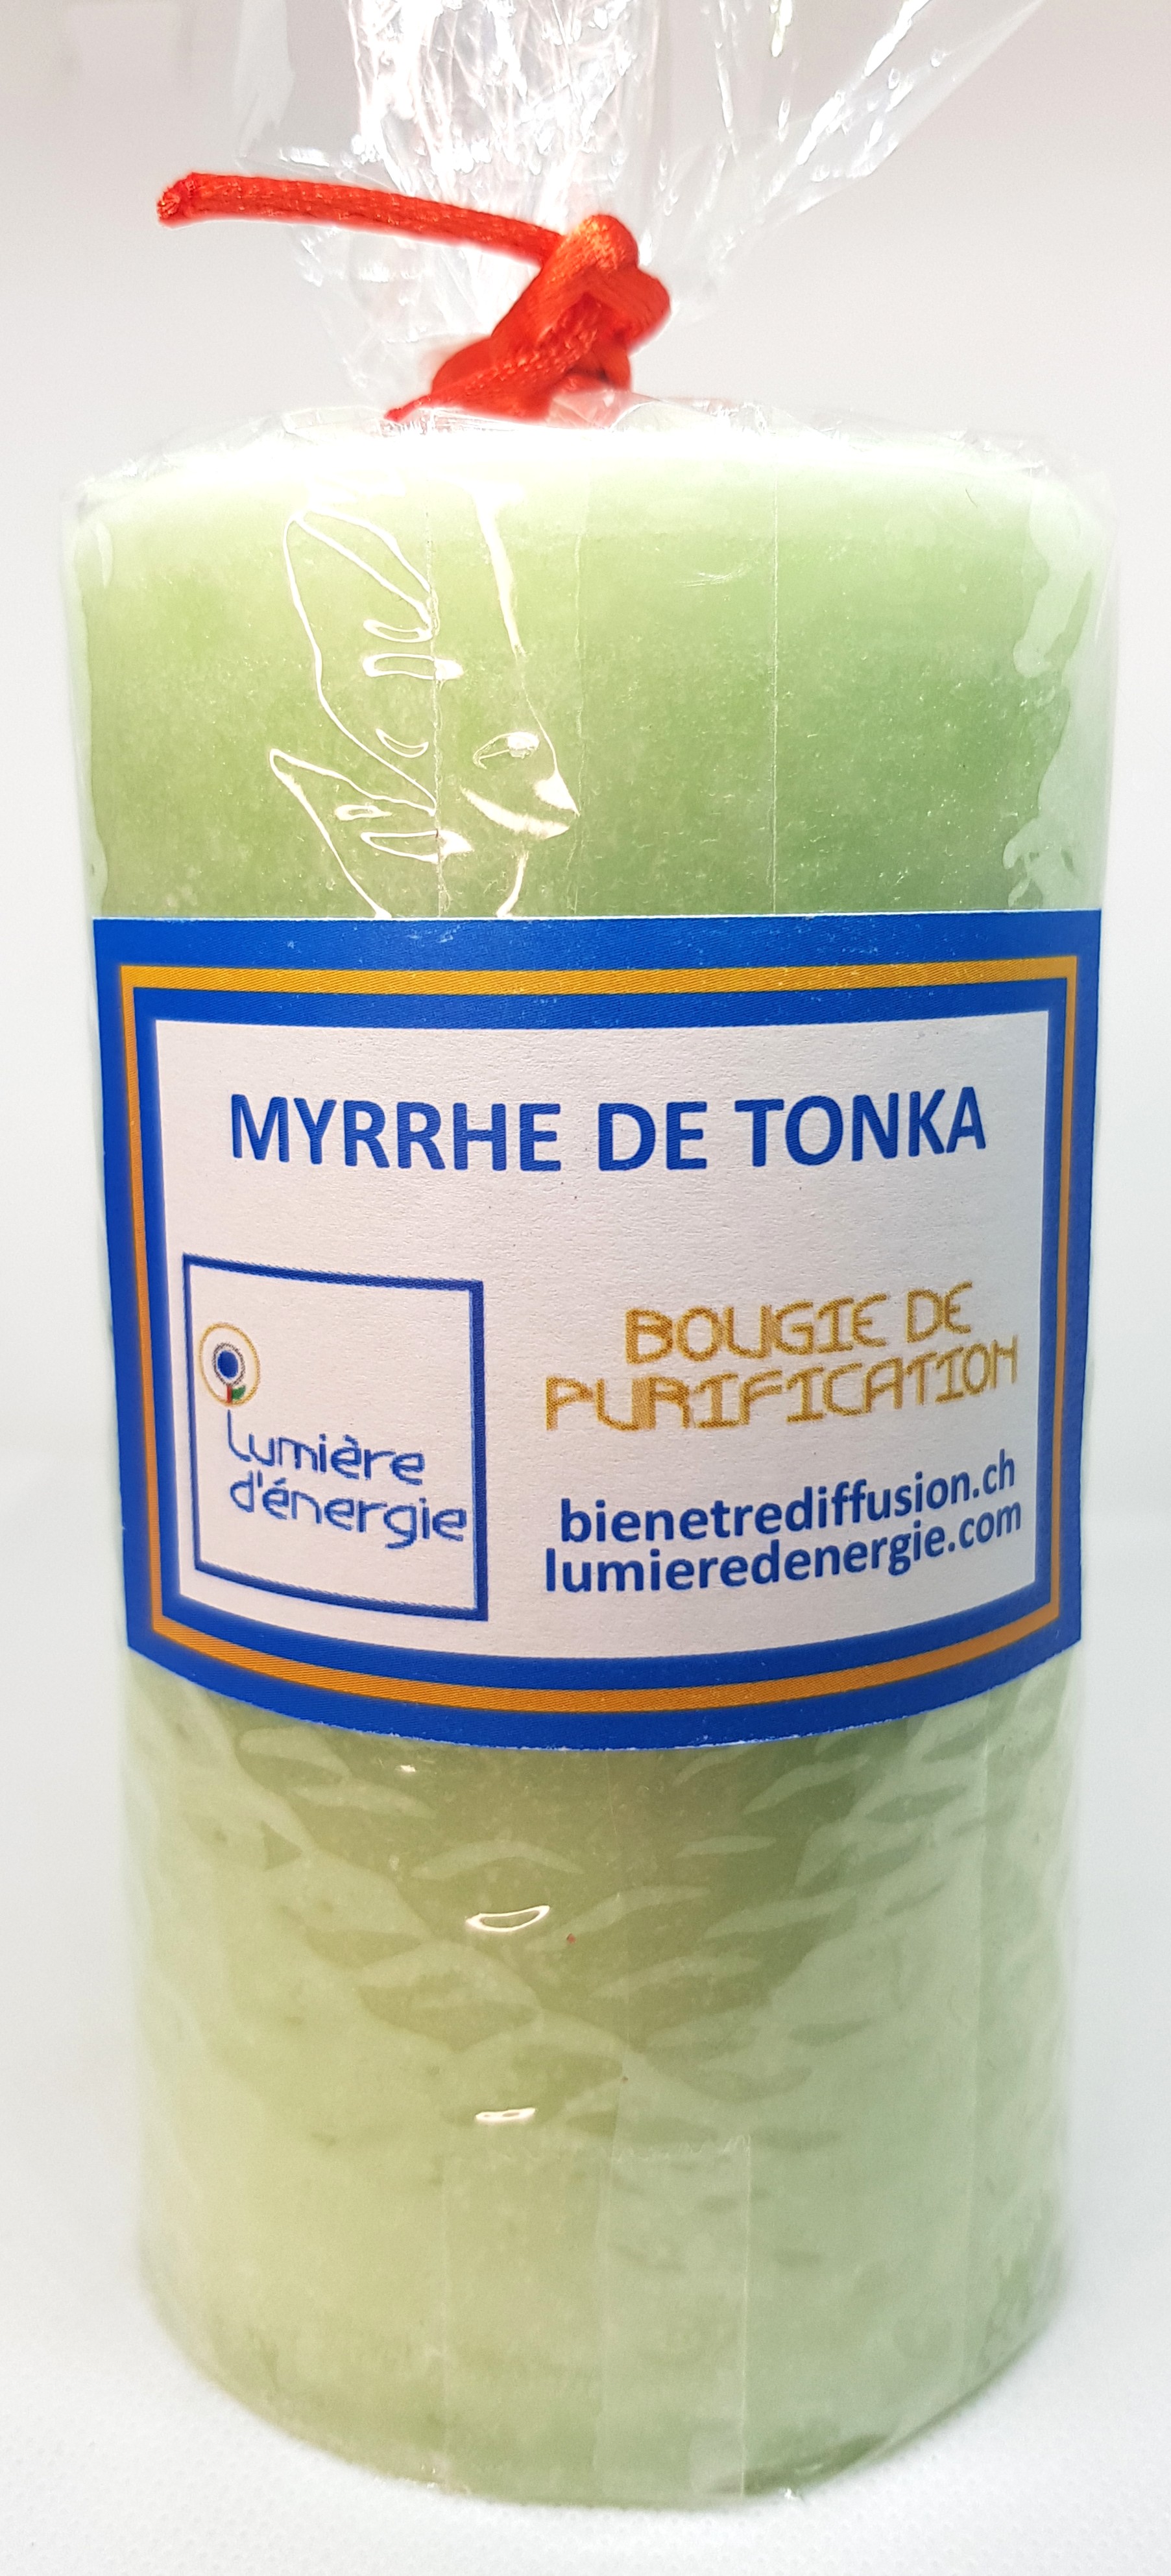 MYRRHE DE TONKA
Lumière
d'énergie
BOUGIE DE
PURIFICATION
bienetrediffusion.ch
lumieredenergie.com